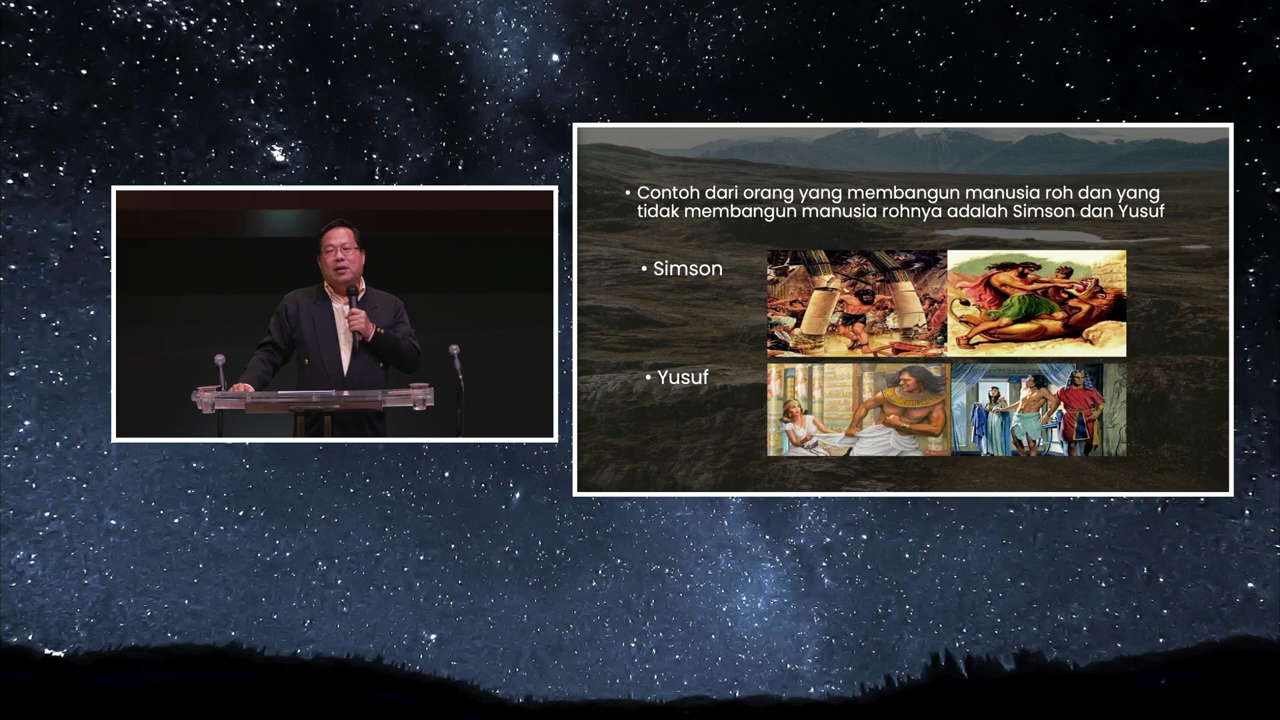 • Contoh dari orang yang membangun manusia roh dan yang
tidak membangun manusia rohnya adalah Simson dan Yusuf
• Simson
• Yusuf